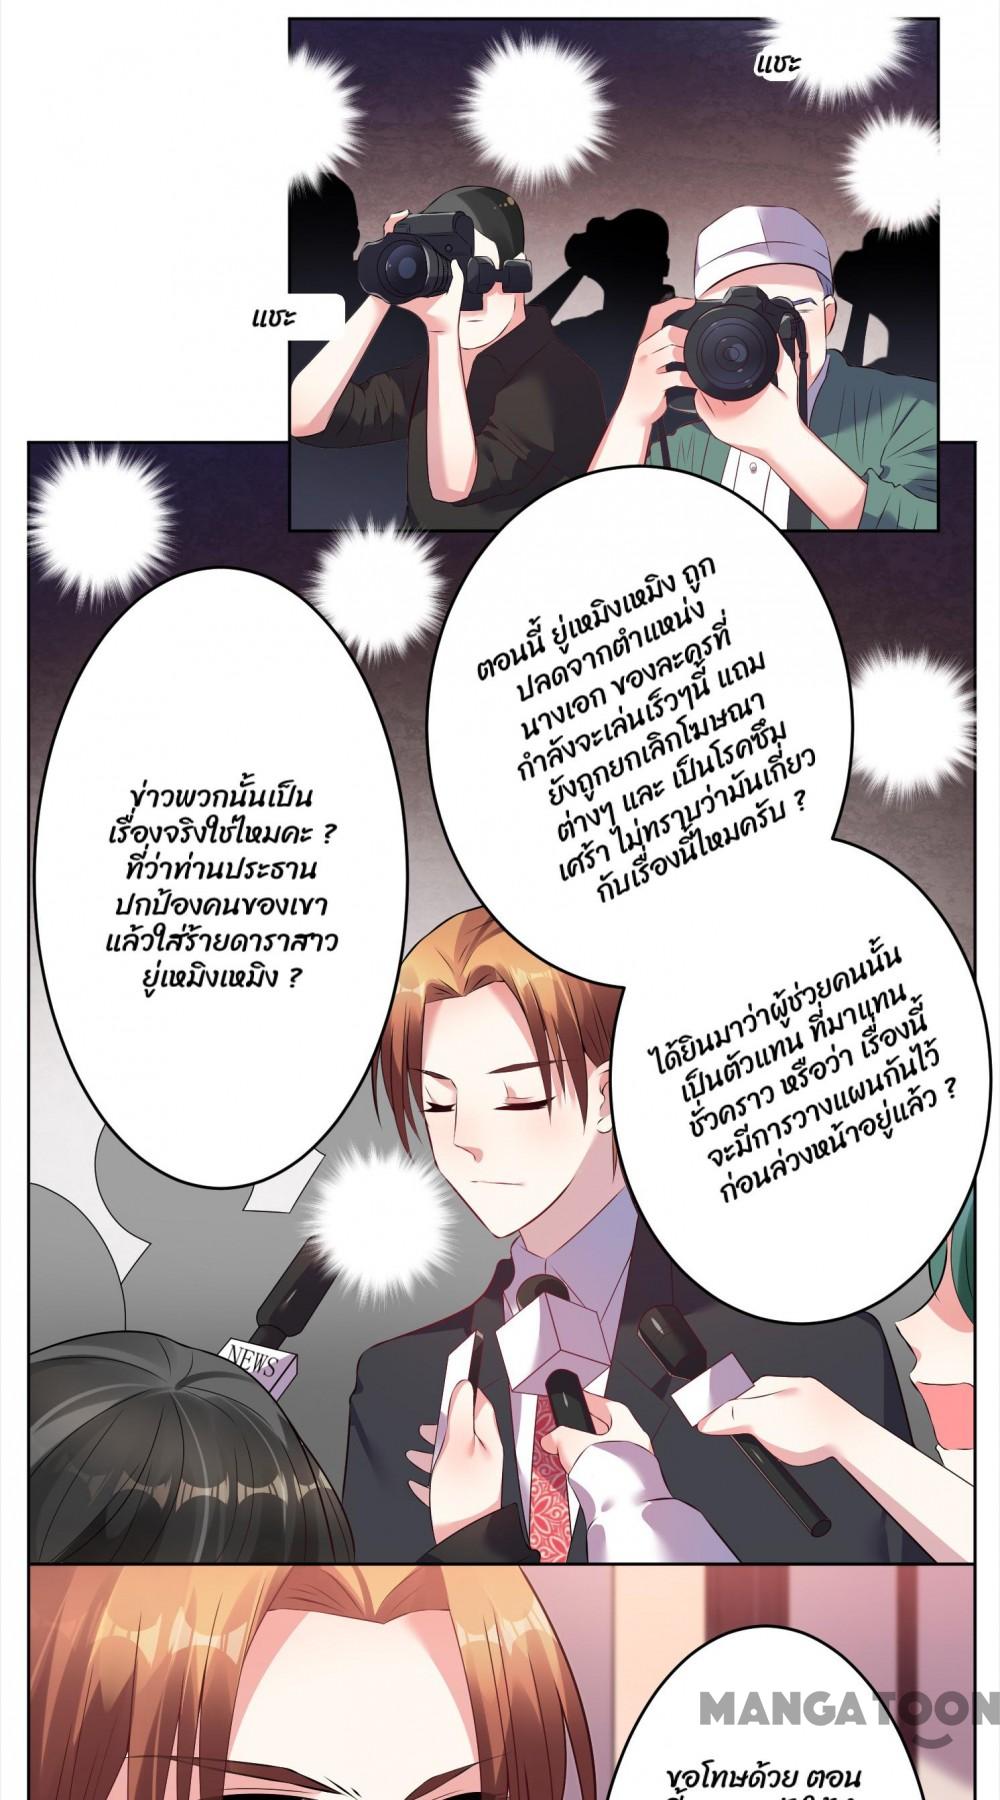 แชะ
แชะ
ตอนนี้ ยู่เหมิงเหมิง ถูก
ปลดจากตำแหน่ง
นางเอก ของละครที่
กำลังจะเล่นเร็วๆนี้ แถม
ยังถูกยกเลิกโฆษณา
ต่างๆ และ เป็นโรคซึม
เศร้า ไม่ทราบว่ามันเกี่ยว
กับเรื่องนี้ไหมครับ ?
ข่าวพวกนั้นเป็น
เรื่องจริงใช่ไหมคะ ?
ที่ว่าท่านประธาน
ปกป้องคนของเขา
แล้วใส่ร้ายดาราสาว
ยู่เหมิงเหมิง ?
ได้ยินมาว่าผู้ช่วยคนนั้น
เป็นตัวแทน ที่มาแทน
ชั่วคราว หรือว่า เรื่องนี้
จะมีการวางแผนกันไว้
ก่อนล่วงหน้าอยู่แล้ว ?
NEWS
MANGATOON
ขอโทษด้วย ตอน